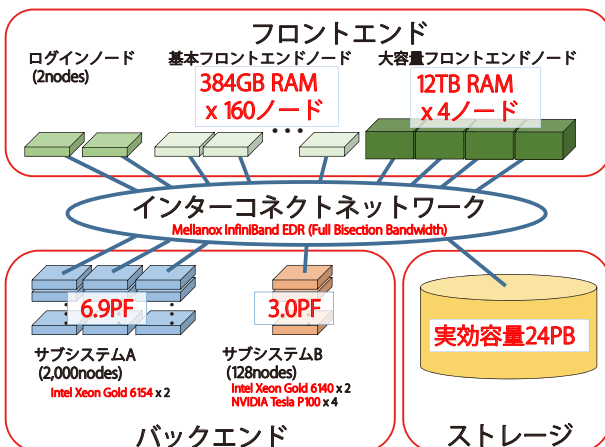 フロントエンド
ログインノード
(2nodes)
基本フロントエンドノード
384GB RAM
x 160ノード
大容量フロントエンドノード
12TB RAM
x 4ノード
インターコネクトネットワーク
Mellanox InfiniBand EDR (Full Bisection Bandwidth)
6.9PF
サブシステムA
(2,000nodes)
Intel Xeon Gold 6154 x 2
3.0PF
サブシステムB
(128nodes)
Intel Xeon Gold 6140 x 2
NVIDIA Tesla P100 x 4
バックエンド
実効容量24PB
ストレージ